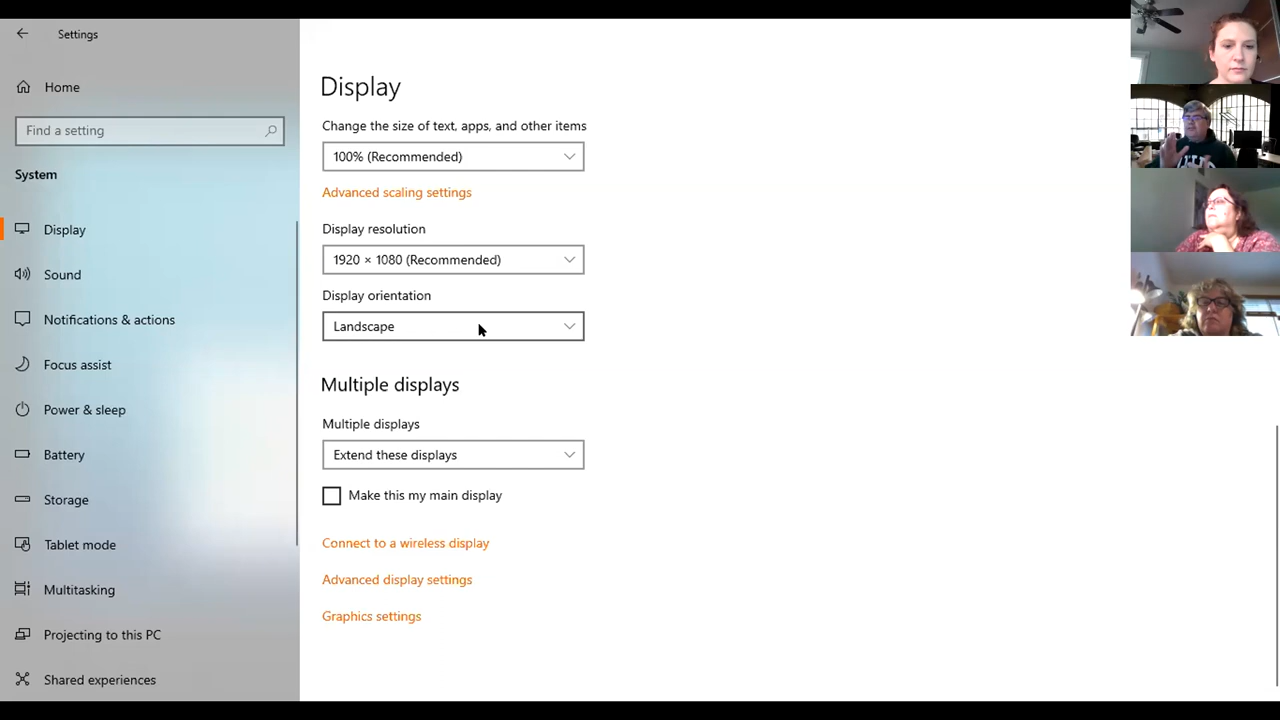 Settings
Home
Find a setting
System
Display
Sound
Notifications & actions
Focus assist
Power & sleep
Battery
Storage
Tablet mode
Multitasking
Projecting to this PC
Shared experiences
Display
Change the size of text, apps, and other items
100% (Recommended)
Advanced scaling settings
Display resolution
1920 × 1080 (Recommended)
Display orientation
Landscape
Multiple displays
Multiple displays
Extend these displays
Make this my main display
Connect to a wireless display
Advanced display settings
Graphics settings